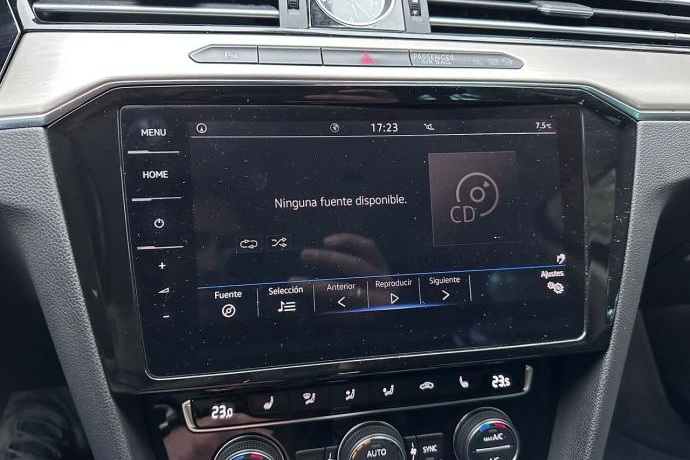 PASSENGER
AIR BAG
MENU
17:23
7.5°C
HOME
Ninguna fuente disponible.
CD
+
-
Fuente
Selección
Anterior
Reproducir
Siguiente
Ajustes
23.0
23.5
AUTO
SYNC
MAX A/C
A/C